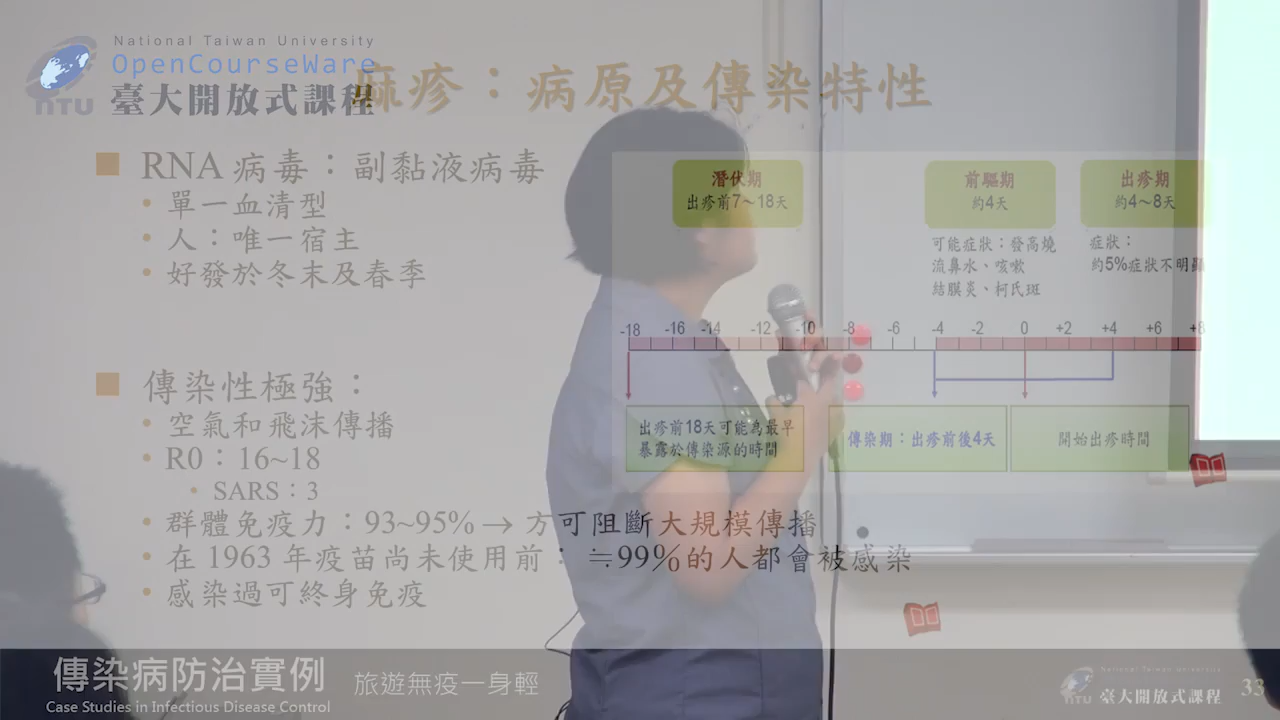 National Taiwan University
OpenCourseWare
臺大開放式課程
NTU
麻疹：病原及傳染特性
RNA 病毒：副黏液病毒
單一血清型
人：唯一宿主
好發於冬末及春季
傳染性極強：
空氣和飛沫傳播
R0：16~18
SARS：3
群體免疫力：93~95% → 方可阻斷大規模傳播
在 1963 年疫苗尚未使用前：≒99%的人都會被感染
感染過可終身免疫
潛伏期
出疹前7～18天
前驅期
約4天
出疹期
約4～8天
可能症狀：發高燒
流鼻水、咳嗽
結膜炎、柯氏斑
症狀：
約5%症狀不明顯
-18 -16 -14 -12 -10 -8 -6 -4 -2 0 +2 +4 +6 +8
出疹前18天可能為最早
暴露於傳染源的時間
傳染期：出疹前後4天
開始出疹時間
傳染病防治實例
旅遊無疫一身輕
Case Studies in Infectious Disease Control
National Taiwan University
臺大開放式課程
NTU
33